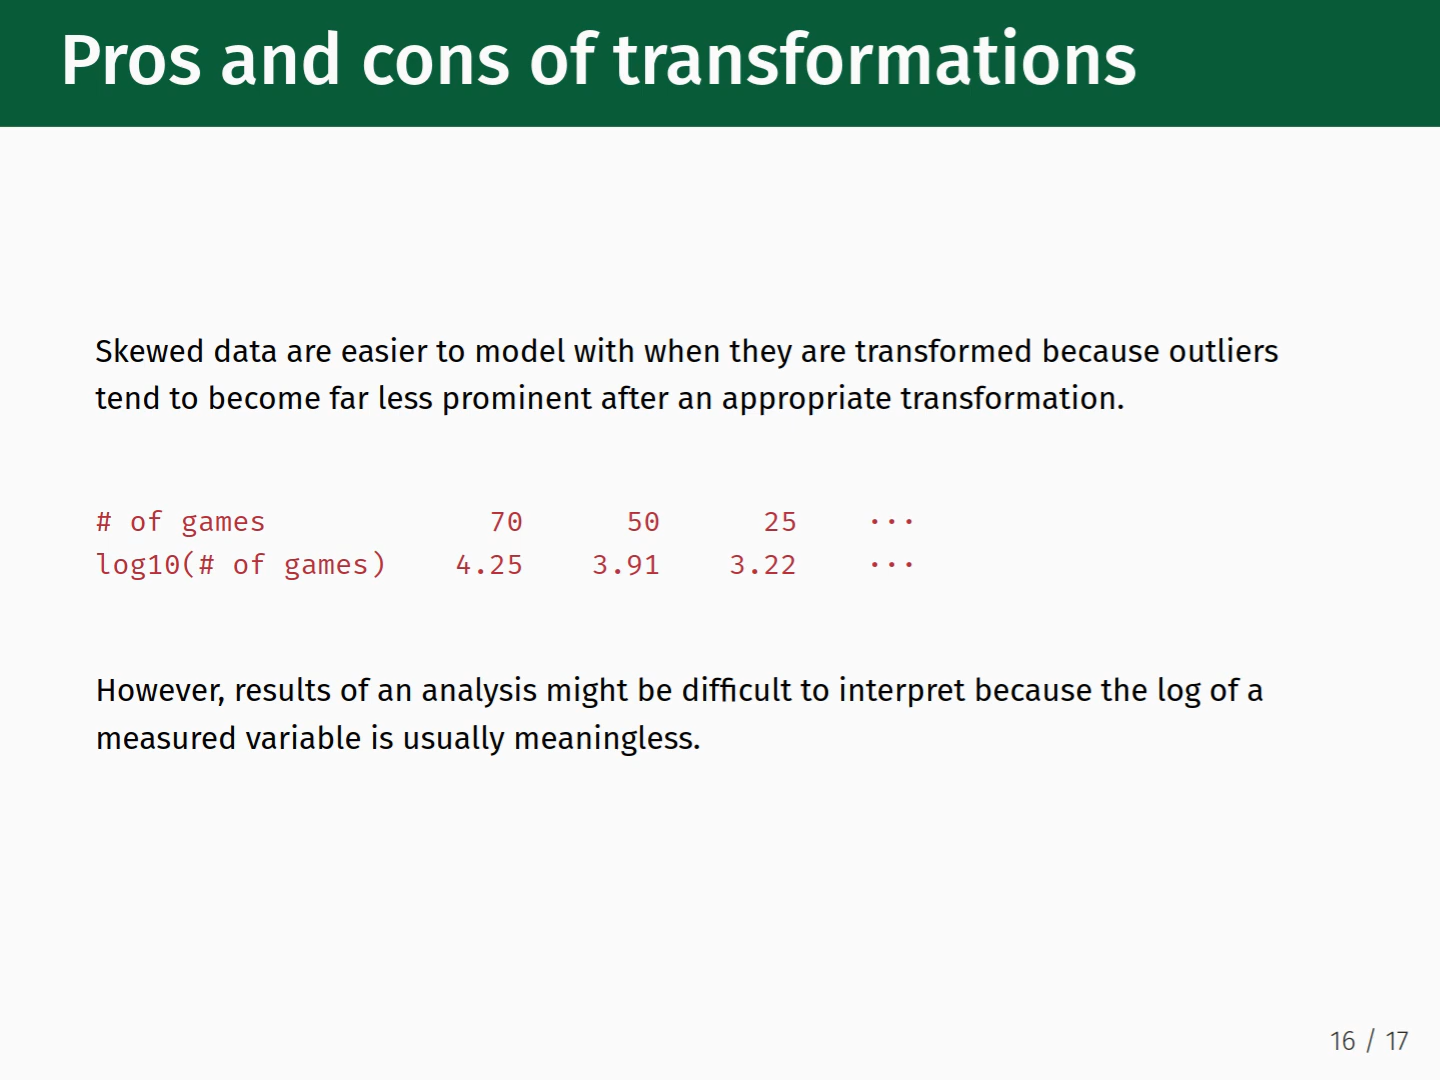 Pros and cons of transformations
Skewed data are easier to model with when they are transformed because outliers
tend to become far less prominent after an appropriate transformation.
# of games 70 50 25 ···
log10(# of games) 4.25 3.91 3.22 ···
However, results of an analysis might be difficult to interpret because the log of a
measured variable is usually meaningless.
16 / 17